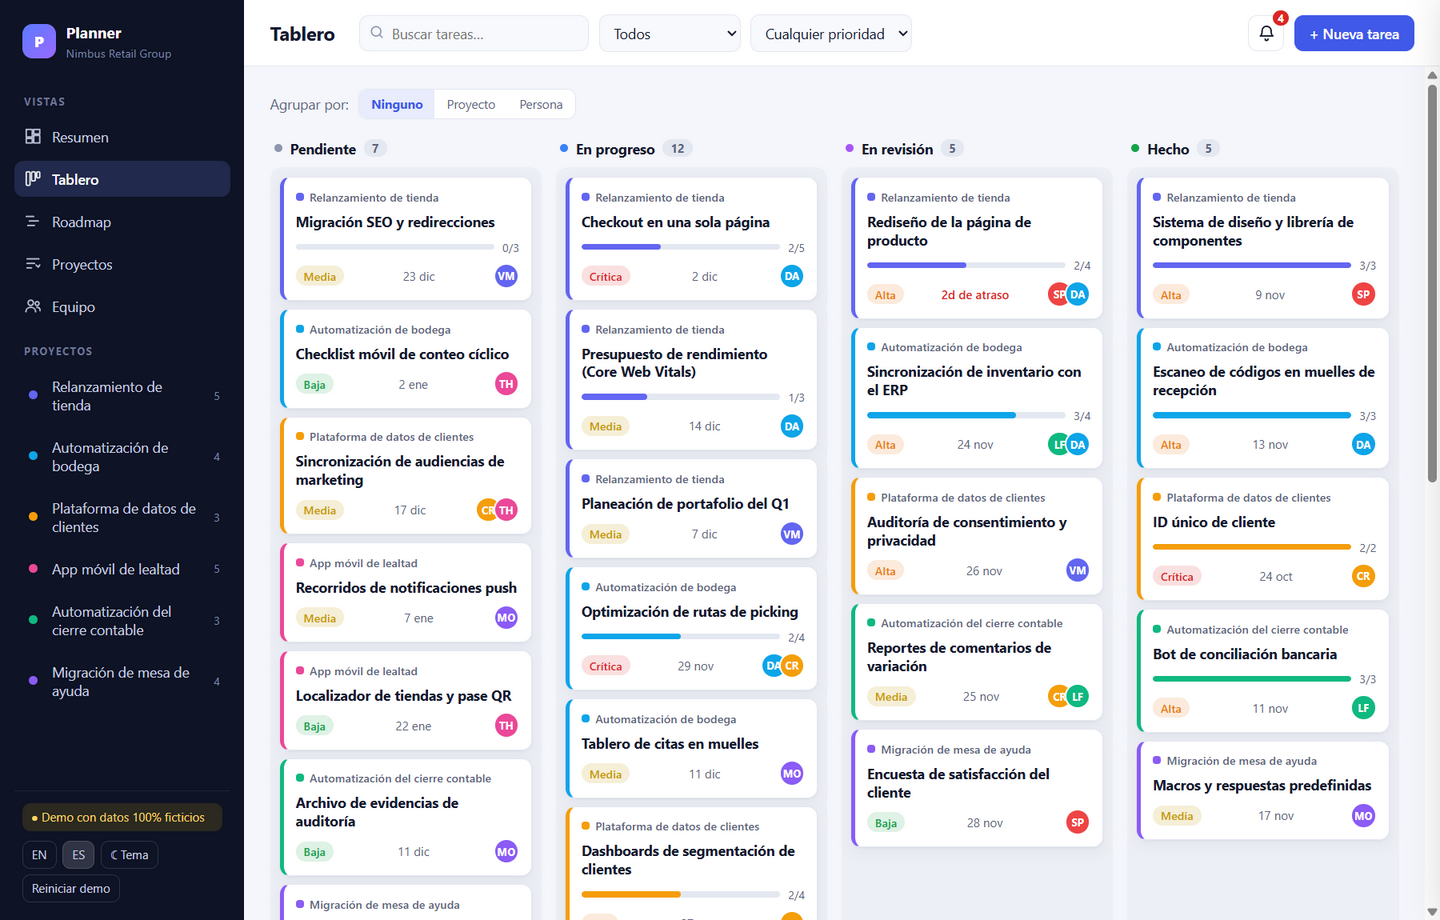 P
Planner
Nimbus Retail Group
VISTAS
Resumen
Tablero
Roadmap
Proyectos
Equipo
PROYECTOS
Relanzamiento de
tienda
5
Automatización de
bodega
4
Plataforma de datos de
clientes
3
App móvil de lealtad
5
Automatización del
cierre contable
3
Migración de mesa de
ayuda
4
Demo con datos 100% ficticios
EN
ES
Tema
Reiniciar demo
Tablero
Buscar tareas...
Todos
Cualquier prioridad
4
+ Nueva tarea
Agrupar por:
Ninguno
Proyecto
Persona
Pendiente
7
Relanzamiento de tienda
Migración SEO y redirecciones
0/3
Media
23 dic
VM
Automatización de bodega
Checklist móvil de conteo cíclico
Baja
2 ene
TH
Plataforma de datos de clientes
Sincronización de audiencias de
marketing
Media
17 dic
CR
TH
App móvil de lealtad
Recorridos de notificaciones push
Media
7 ene
MO
App móvil de lealtad
Localizador de tiendas y pase QR
Baja
22 ene
TH
Automatización del cierre contable
Archivo de evidencias de
auditoría
Baja
11 dic
MO
Migración de mesa de ayuda
En progreso
12
Relanzamiento de tienda
Checkout en una sola página
2/5
Crítica
2 dic
DA
Relanzamiento de tienda
Presupuesto de rendimiento
(Core Web Vitals)
1/3
Media
14 dic
DA
Relanzamiento de tienda
Planeación de portafolio del Q1
Media
7 dic
VM
Automatización de bodega
Optimización de rutas de picking
2/4
Crítica
29 nov
DA
CR
Automatización de bodega
Tablero de citas en muelles
Media
11 dic
MO
Plataforma de datos de clientes
Dashboards de segmentación de
clientes
2/4
En revisión
5
Relanzamiento de tienda
Rediseño de la página de
producto
2/4
Alta
2d de atraso
SP
DA
Automatización de bodega
Sincronización de inventario con
el ERP
3/4
Alta
24 nov
LF
DA
Plataforma de datos de clientes
Auditoría de consentimiento y
privacidad
Alta
26 nov
VM
Automatización del cierre contable
Reportes de comentarios de
variación
Media
25 nov
CR
LF
Migración de mesa de ayuda
Encuesta de satisfacción del
cliente
Baja
28 nov
SP
Hecho
5
Relanzamiento de tienda
Sistema de diseño y librería de
componentes
3/3
Alta
9 nov
SP
Automatización de bodega
Escaneo de códigos en muelles de
recepción
3/3
Alta
13 nov
DA
Plataforma de datos de clientes
ID único de cliente
2/2
Crítica
24 oct
CR
Automatización del cierre contable
Bot de conciliación bancaria
3/3
Alta
11 nov
LF
Migración de mesa de ayuda
Macros y respuestas predefinidas
Media
17 nov
MO